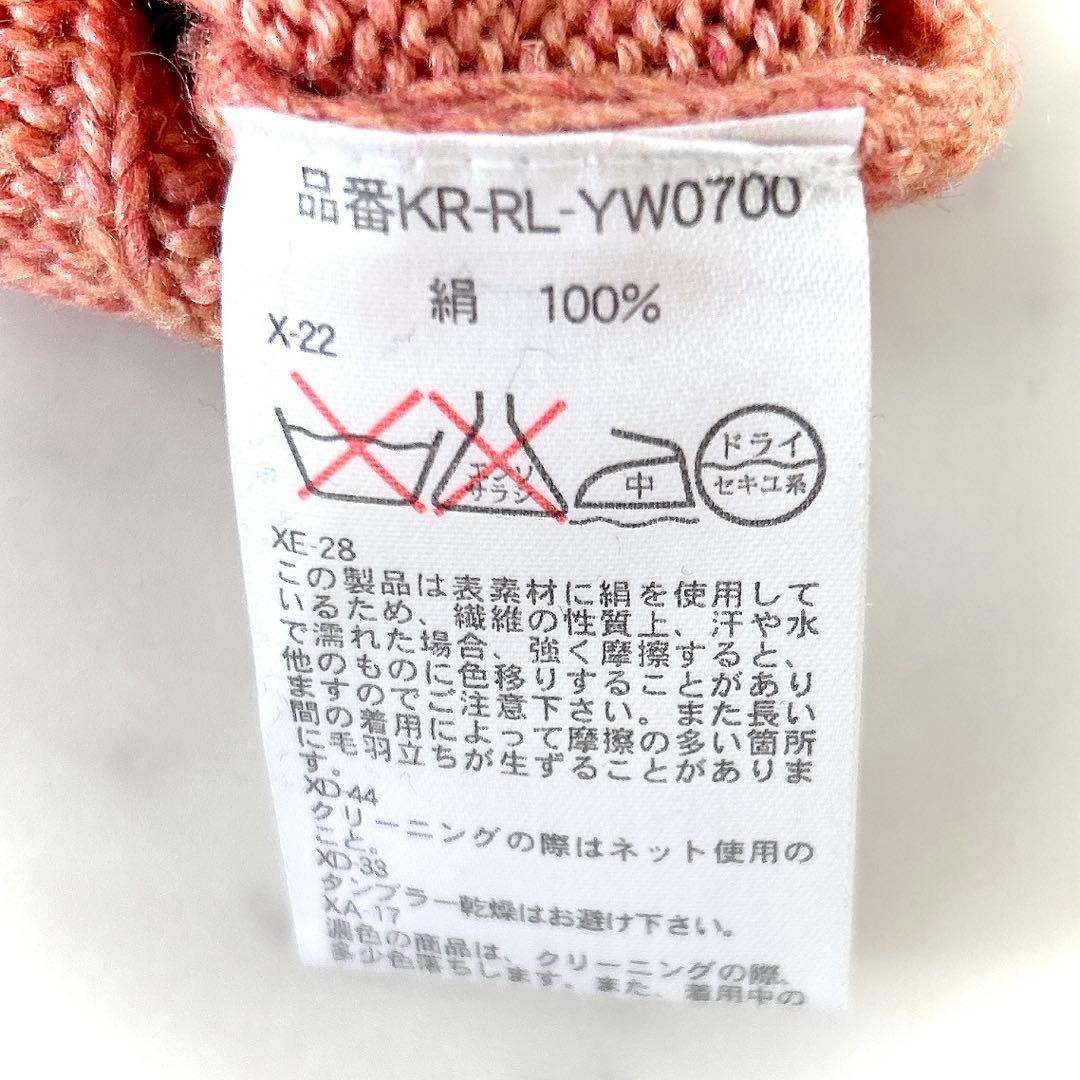 品番KR-RL-YW0700
絹 100%
X-22
エンソ
サラシ
中
ドライ
セキユ系
XE-28
この製品は表素材に絹を使用して
いるため、繊維の性質上、汗や水
で濡れた場合、強く摩擦すると、
他のものに色移りすることがあり
ますのでご注意下さい。また長い
間の着用によって摩擦の多い箇所
に毛羽立ちが生ずることがありま
す。
XD-44
クリーニングの際はネット使用の
こと。
XD-33
タンブラー乾燥はお避け下さい。
XA-17
濃色の商品は、クリーニングの際、
多少色落ちします。また、着用中の